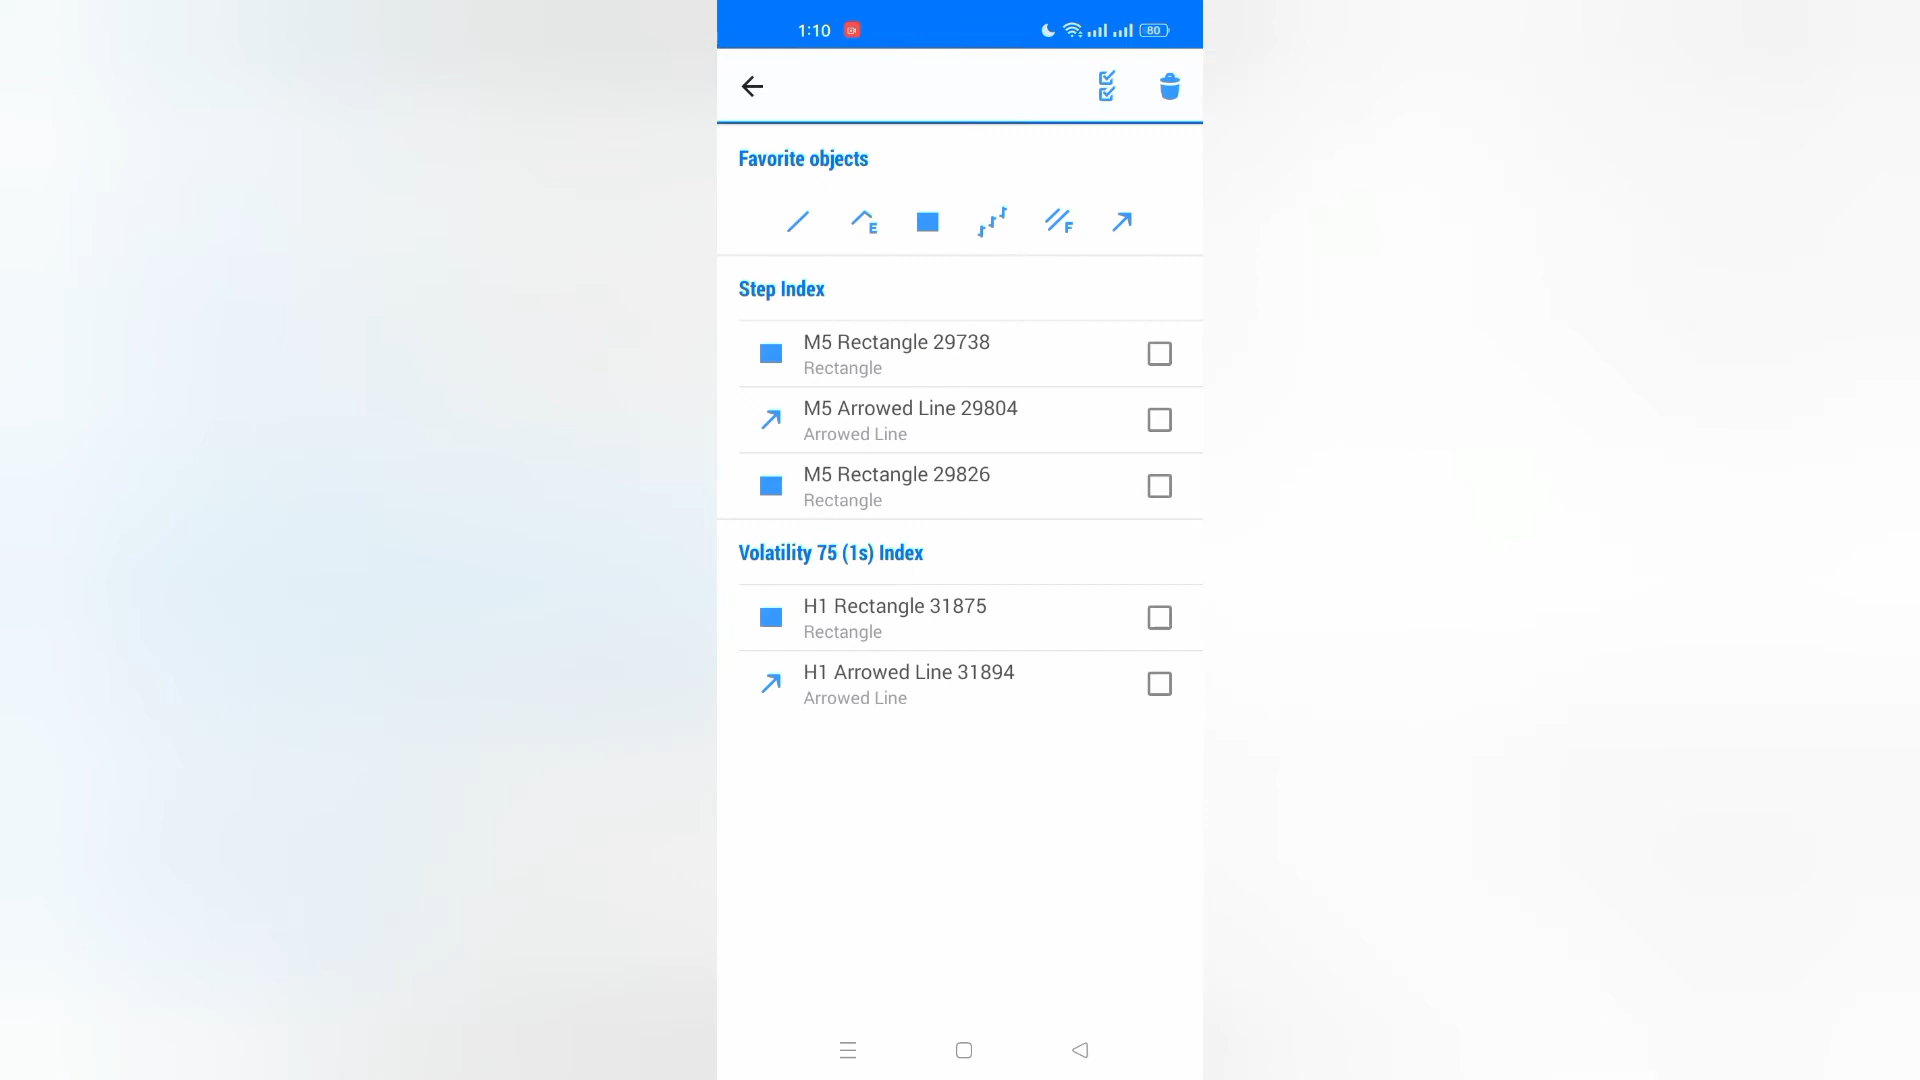 1:10
80
Favorite objects
E
F
Step Index
M5 Rectangle 29738
Rectangle
M5 Arrowed Line 29804
Arrowed Line
M5 Rectangle 29826
Rectangle
Volatility 75 (1s) Index
H1 Rectangle 31875
Rectangle
H1 Arrowed Line 31894
Arrowed Line